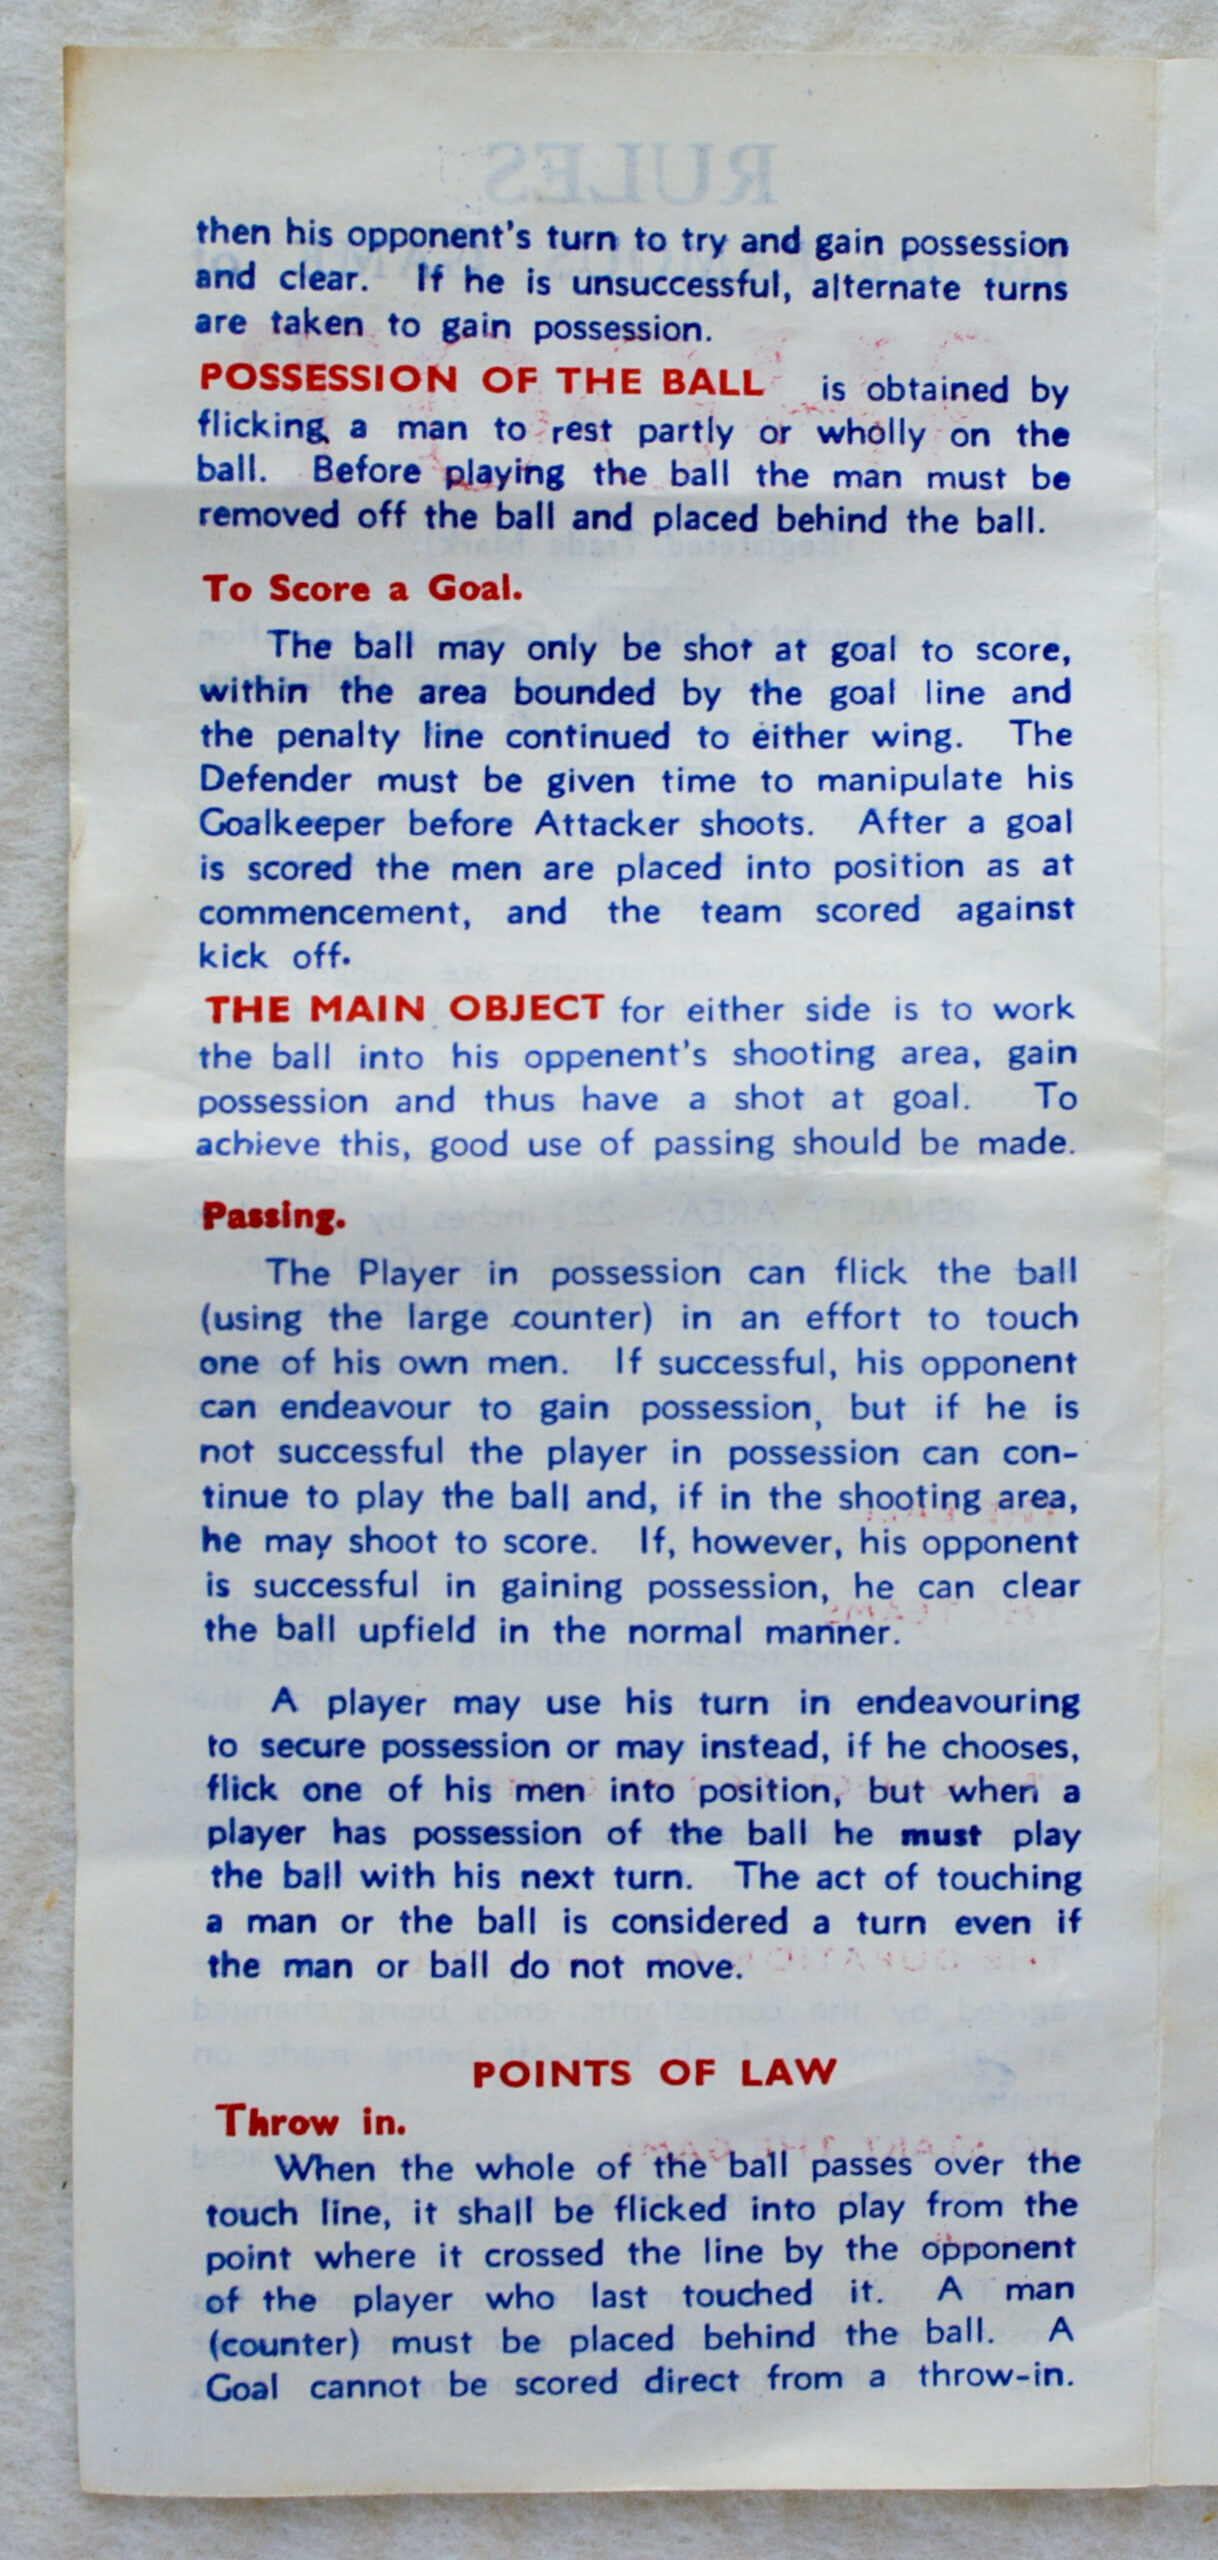 RULES
then his opponent's turn to try and gain possession
and clear. If he is unsuccessful, alternate turns
are taken to gain possession.
POSSESSION OF THE BALL is obtained by
flicking a man to rest partly or wholly on the
ball. Before playing the ball the man must be
removed off the ball and placed behind the ball.
To Score a Goal.
The ball may only be shot at goal to score,
within the area bounded by the goal line and
the penalty line continued to either wing. The
Defender must be given time to manipulate his
Goalkeeper before Attacker shoots. After a goal
is scored the men are placed into position as at
commencement, and the team scored against
kick off.
THE MAIN OBJECT for either side is to work
the ball into his oppenent's shooting area, gain
possession and thus have a shot at goal. To
achieve this, good use of passing should be made.
Passing.
The Player in possession can flick the ball
(using the large counter) in an effort to touch
one of his own men. If successful, his opponent
can endeavour to gain possession, but if he is
not successful the player in possession can con-
tinue to play the ball and, if in the shooting area,
he may shoot to score. If, however, his opponent
is successful in gaining possession, he can clear
the ball upfield in the normal manner.
A player may use his turn in endeavouring
to secure possession or may instead, if he chooses,
flick one of his men into position, but when a
player has possession of the ball he must play
the ball with his next turn. The act of touching
a man or the ball is considered a turn even if
the man or ball do not move.
POINTS OF LAW
Throw in.
When the whole of the ball passes over the
touch line, it shall be flicked into play from the
point where it crossed the line by the opponent
of the player who last touched it. A man
(counter) must be placed behind the ball. A
Goal cannot be scored direct from a throw-in.